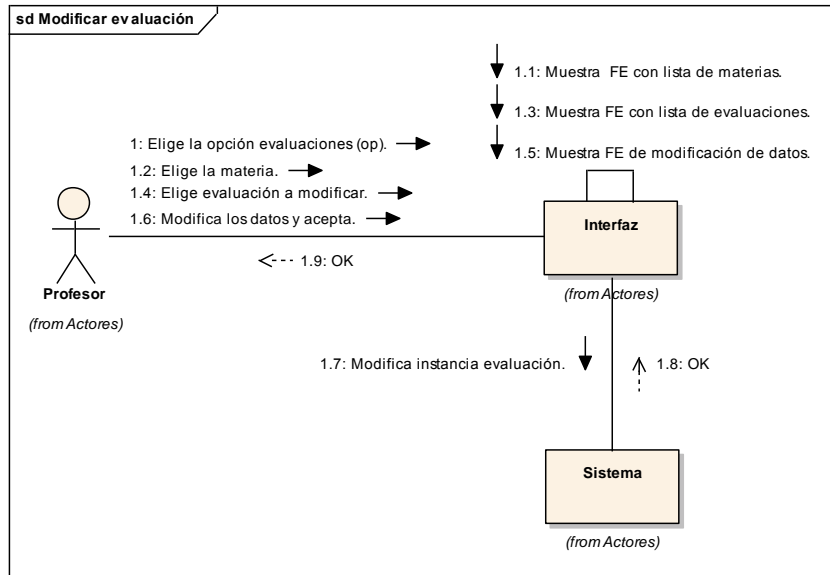 sd Modificar evaluación
1.1: Muestra FE con lista de materias.
1.3: Muestra FE con lista de evaluaciones.
1.5: Muestra FE de modificación de datos.
1: Elige la opción evaluaciones (op).
1.2: Elige la materia.
1.4: Elige evaluación a modificar.
1.6: Modifica los datos y acepta.
Interfaz
(from Actores)
1.9: OK
Profesor
(from Actores)
1.7: Modifica instancia evaluación.
1.8: OK
Sistema
(from Actores)